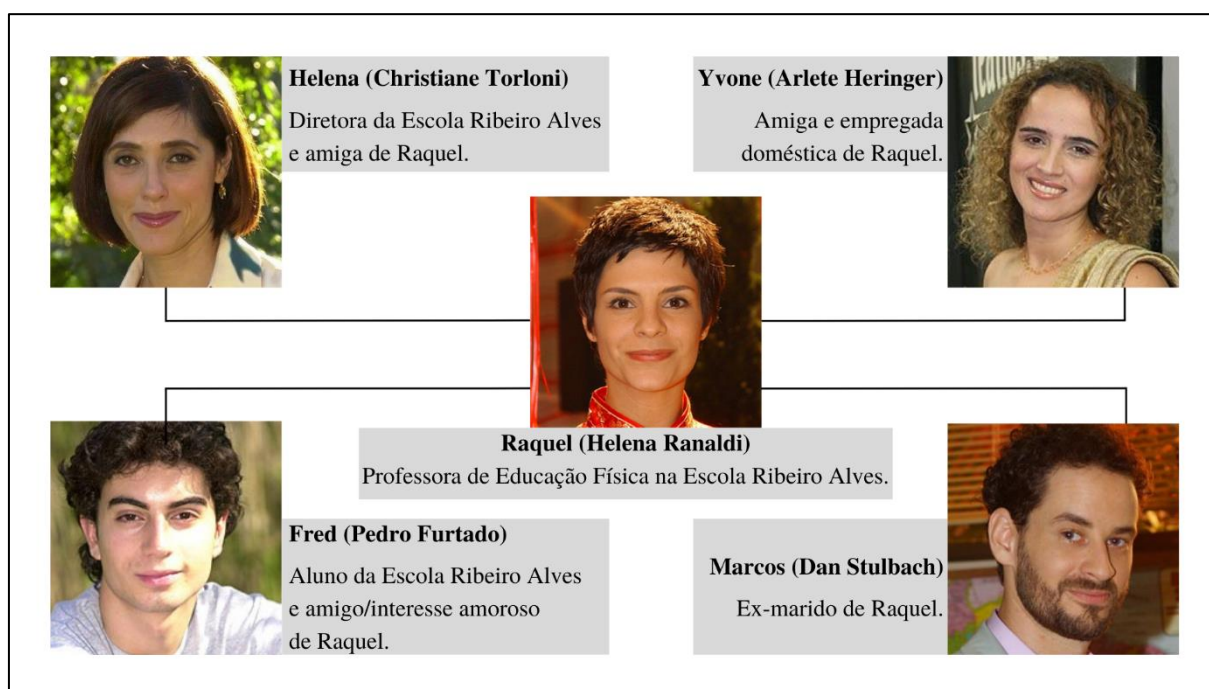 Helena (Christiane Torloni)
Diretora da Escola Ribeiro Alves
e amiga de Raquel.
Yvone (Arlete Heringer)
Amiga e empregada
doméstica de Raquel.
Raquel (Helena Ranaldi)
Professora de Educação Física na Escola Ribeiro Alves.
Fred (Pedro Furtado)
Aluno da Escola Ribeiro Alves
e amigo/interesse amoroso
de Raquel.
Marcos (Dan Stulbach)
Ex-marido de Raquel.